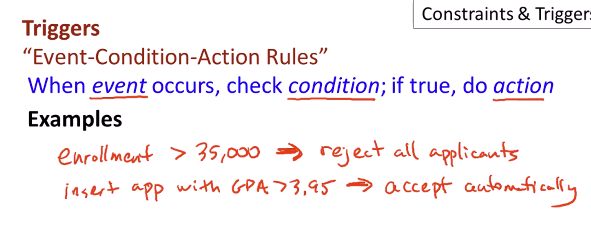 Constraints & Triggers
Triggers
“Event-Condition-Action Rules”
When event occurs, check condition; if true, do action
Examples
enrollment > 35,000 ⇒ reject all applicants
insert app with GPA > 3.95 ⇒ accept automatically